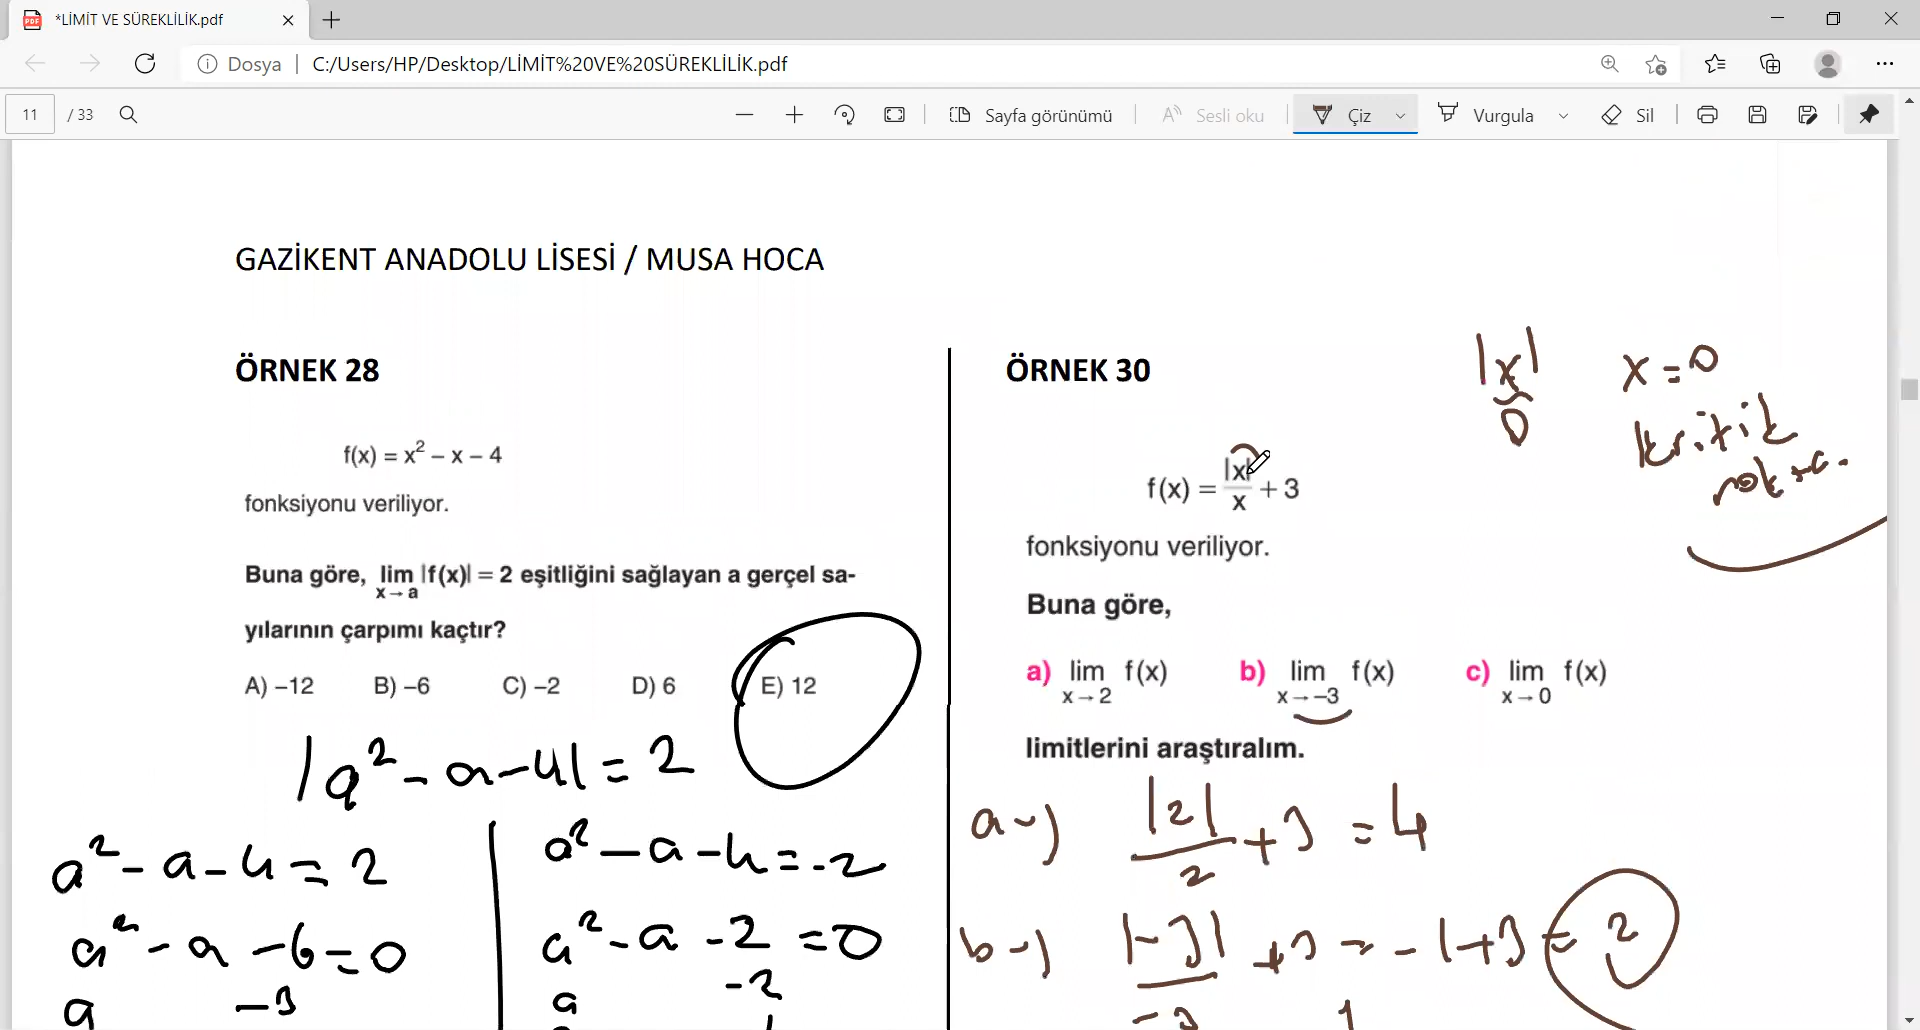 *LİMİT VE SÜREKLİLİK.pdf
Dosya | C:/Users/HP/Desktop/LİMİT%20VE%20SÜREKLİLİK.pdf
11 / 33 Sayfa görünümü Sesli oku Çiz Vurgula Sil
GAZİKENT ANADOLU LİSESİ / MUSA HOCA
ÖRNEK 28
f(x) = x² – x – 4
fonksiyonu veriliyor.
Buna göre, lim |f(x)| = 2 eşitliğini sağlayan a gerçel sa-
x→a
yılarının çarpımı kaçtır?
A) –12 B) –6 C) –2 D) 6 E) 12
|a² - a - 4| = 2
a² - a - 4 = 2
a² - a - 6 = 0
a -3
a² - a - 4 = -2
a² - a - 2 = 0
a -2
ÖRNEK 30
|x| x = 0
0 kritik
f(x) = |x|/x + 3
fonksiyonu veriliyor.
Buna göre,
a) lim f(x) b) lim f(x) c) lim f(x)
x→2 x→–3 x→0
limitlerini araştıralım.
a-) |2|/2 + 3 = 4
b-) |-3|/-3 + 3 = -1 + 3 = 2
1